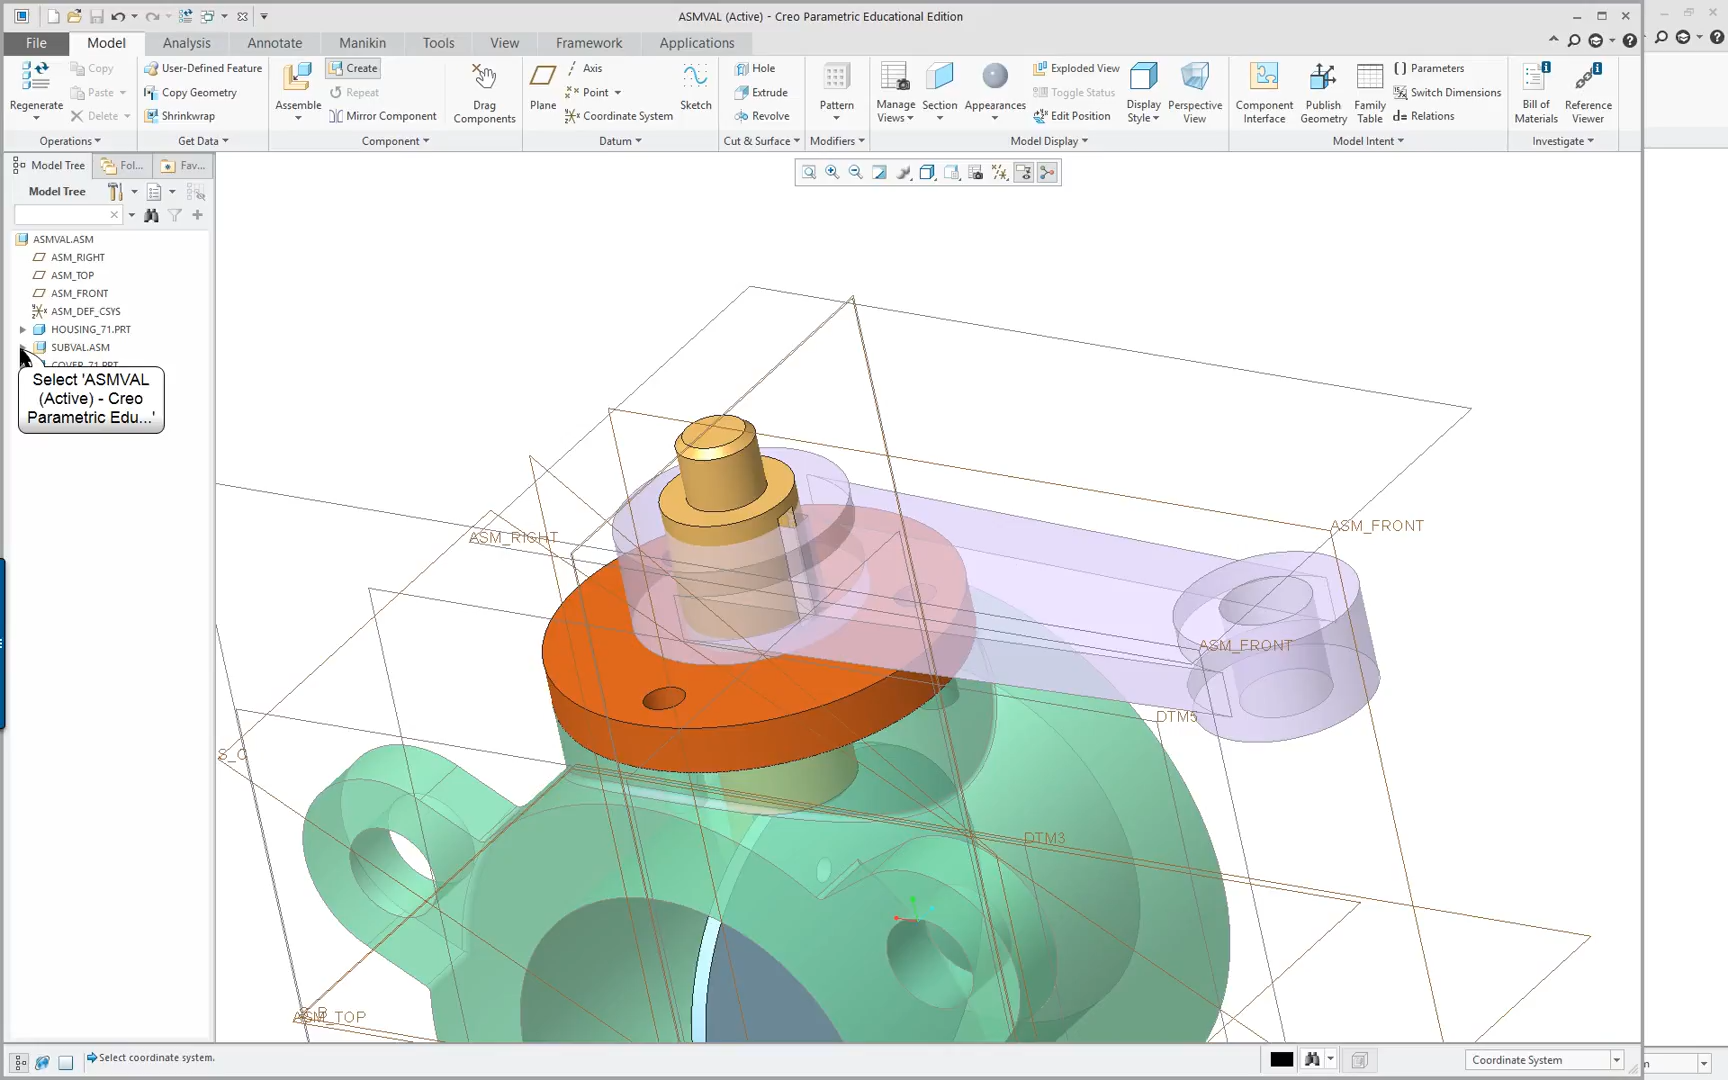 ASMVAL (Active) - Creo Parametric Educational Edition
File Model Analysis Annotate Manikin Tools View Framework Applications
Regenerate
Copy
Paste
Delete
Operations
User-Defined Feature
Copy Geometry
Shrinkwrap
Get Data
Assemble
Create
Repeat
Mirror Component
Drag
Components
Component
Plane
Axis
Point
Coordinate System
Sketch
Datum
Hole
Extrude
Revolve
Cut & Surface
Pattern
Modifiers
Manage
Views
Section
Appearances
Exploded View
Toggle Status
Edit Position
Display
Style
Perspective
View
Model Display
Component
Interface
Publish
Geometry
Family
Table
Parameters
Switch Dimensions
Relations
Model Intent
Bill of
Materials
Reference
Viewer
Investigate
Model Tree Fol... Fav...
Model Tree
ASMVAL.ASM
ASM_RIGHT
ASM_TOP
ASM_FRONT
ASM_DEF_CSYS
HOUSING_71.PRT
SUBVAL.ASM
COVER_71.PRT
Select 'ASMVAL
(Active) - Creo
Parametric Edu...'
ASM_RIGHT
ASM_FRONT
ASM_FRONT
DTM5
S_C
DTM3
ASM_TOP
Select coordinate system.
Coordinate System